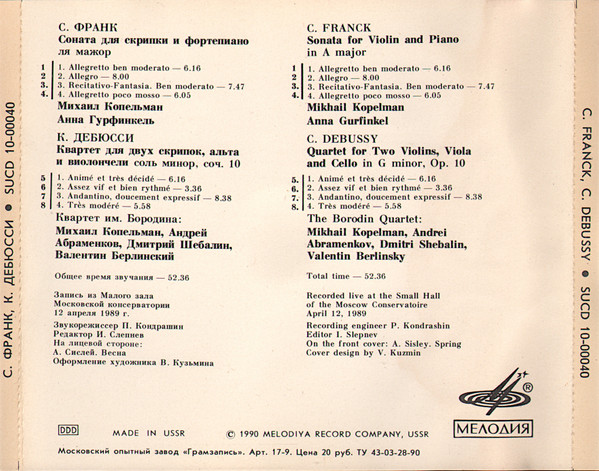 С. ФРАНК, К. ДЕБЮССИ ● SUCD 10-00040
С. ФРАНК
Соната для скрипки и фортепиано
ля мажор
1 1. Allegretto ben moderato — 6.16
2 2. Allegro — 8.00
3. 3. Recitativo-Fantasia. Ben moderato — 7.47
4. 4. Allegretto poco mosso — 6.05
Михаил Копельман
Анна Гурфинкель
К. ДЕБЮССИ
Квартет для двух скрипок, альта
и виолончели соль минор, соч. 10
5 1. Animé et très décidé — 6.16
6 2. Assez vif et bien rythmé — 3.36
7 3. Andantino, doucement expressif — 8.38
8 4. Très modéré — 5.58
Квартет им. Бородина:
Михаил Копельман, Андрей
Абраменков, Дмитрий Шебалин,
Валентин Берлинский
Общее время звучания — 52.36
Запись из Малого зала
Московской консерватории
12 апреля 1989 г.
Звукорежиссер П. Кондрашин
Редактор И. Слепнев
На лицевой стороне:
А. Сислей. Весна
Оформление художника В. Кузьмина
C. FRANCK
Sonata for Violin and Piano
in A major
1 1. Allegretto ben moderato — 6.16
2 2. Allegro — 8.00
3. 3. Recitativo-Fantasia. Ben moderato — 7.47
4. 4. Allegretto poco mosso — 6.05
Mikhail Kopelman
Anna Gurfinkel
C. DEBUSSY
Quartet for Two Violins, Viola
and Cello in G minor, Op. 10
5 1. Animé et très décidé — 6.16
6. 2. Assez vif et bien rythmé — 3.36
7. 3. Andantino, doucement expressif — 8.38
8. 4. Très modéré — 5.58
The Borodin Quartet:
Mikhail Kopelman, Andrei
Abramenkov, Dmitri Shebalin,
Valentin Berlinsky
Total time — 52.36
Recorded live at the Small Hall
of the Moscow Conservatoire
April 12, 1989
Recording engineer P. Kondrashin
Editor I. Slepnev
On the front cover: A. Sisley. Spring
Cover design by V. Kuzmin
® МЕЛОДИЯ
DDD MADE IN USSR © 1990 MELODIYA RECORD COMPANY, USSR
Московский опытный завод «Грамзапись». Арт. 17-9. Цена 20 руб. ТУ 43-03-28-90
C. FRANCK, C. DEBUSSY ● SUCD 10-00040